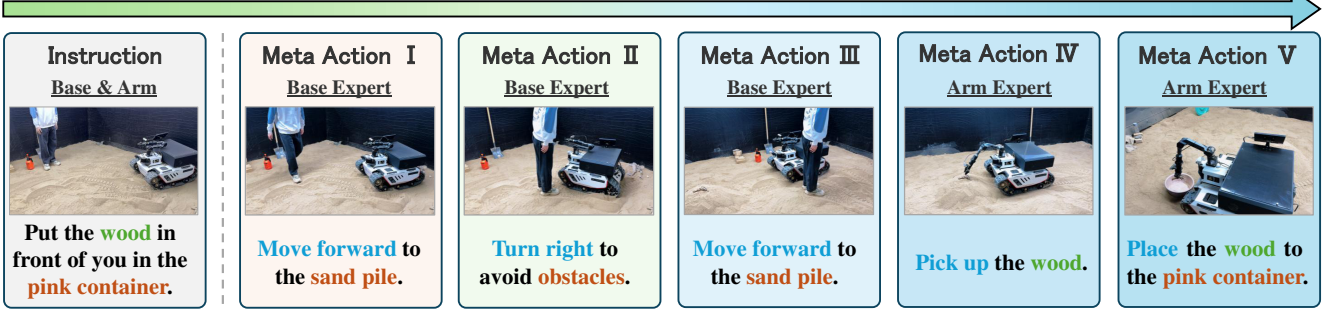 Instruction
Base & Arm
Put the wood in
front of you in the
pink container.
Meta Action Ⅰ
Base Expert
Move forward to
the sand pile.
Meta Action Ⅱ
Base Expert
Turn right to
avoid obstacles.
Meta Action Ⅲ
Base Expert
Move forward to
the sand pile.
Meta Action Ⅳ
Arm Expert
Pick up the wood.
Meta Action Ⅴ
Arm Expert
Place the wood to
the pink container.